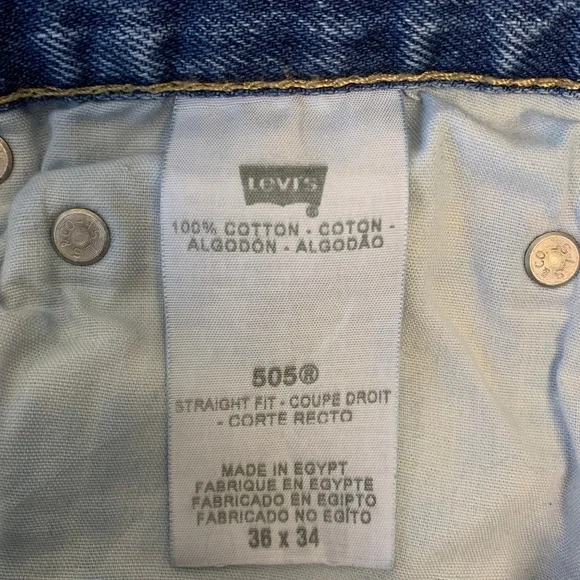 Levi's
®
100% COTTON - COTON -
ALGODÓN - ALGODÃO
505®
STRAIGHT FIT - COUPE DROIT
- CORTE RECTO
MADE IN EGYPT
FABRIQUE EN EGYPTE
FABRICADO EN EGIPTO
FABRICADO NO EGITO
36 x 34